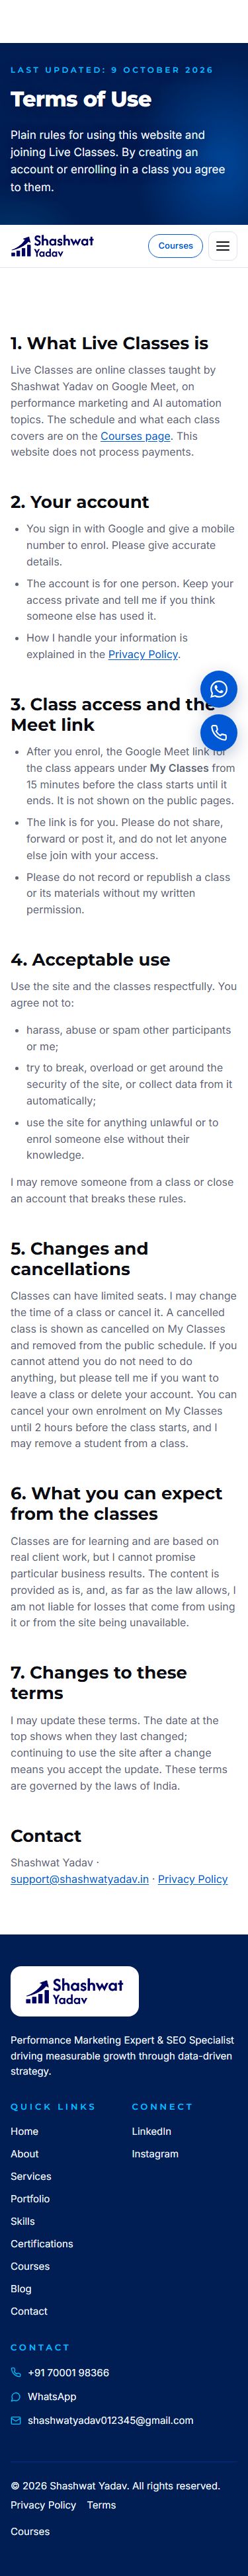 LAST UPDATED: 9 OCTOBER 2026
Terms of Use
Plain rules for using this website and
joining Live Classes. By creating an
account or enrolling in a class you agree
to them.
Shashwat
Yadav
Courses
1. What Live Classes is
Live Classes are online classes taught by
Shashwat Yadav on Google Meet, on
performance marketing and AI automation
topics. The schedule and what each class
covers are on the Courses page. This
website does not process payments.
2. Your account
• You sign in with Google and give a mobile
number to enrol. Please give accurate
details.
• The account is for one person. Keep your
access private and tell me if you think
someone else has used it.
• How I handle your information is
explained in the Privacy Policy.
3. Class access and the
Meet link
• After you enrol, the Google Meet link for
the class appears under My Classes from
15 minutes before the class starts until it
ends. It is not shown on the public pages.
• The link is for you. Please do not share,
forward or post it, and do not let anyone
else join with your access.
• Please do not record or republish a class
or its materials without my written
permission.
4. Acceptable use
Use the site and the classes respectfully. You
agree not to:
• harass, abuse or spam other participants
or me;
• try to break, overload or get around the
security of the site, or collect data from it
automatically;
• use the site for anything unlawful or to
enrol someone else without their
knowledge.
I may remove someone from a class or close
an account that breaks these rules.
5. Changes and
cancellations
Classes can have limited seats. I may change
the time of a class or cancel it. A cancelled
class is shown as cancelled on My Classes
and removed from the public schedule. If you
cannot attend you do not need to do
anything, but please tell me if you want to
leave a class or delete your account. You can
cancel your own enrolment on My Classes
until 2 hours before the class starts, and I
may remove a student from a class.
6. What you can expect
from the classes
Classes are for learning and are based on
real client work, but I cannot promise
particular business results. The content is
provided as is, and, as far as the law allows, I
am not liable for losses that come from using
it or from the site being unavailable.
7. Changes to these
terms
I may update these terms. The date at the
top shows when they last changed;
continuing to use the site after a change
means you accept the update. These terms
are governed by the laws of India.
Contact
Shashwat Yadav ·
support@shashwatyadav.in · Privacy Policy
Shashwat
Yadav
Performance Marketing Expert & SEO Specialist
driving measurable growth through data-driven
strategy.
QUICK LINKS
Home
About
Services
Portfolio
Skills
Certifications
Courses
Blog
Contact
CONNECT
LinkedIn
Instagram
CONTACT
+91 70001 98366
WhatsApp
shashwatyadav012345@gmail.com
© 2026 Shashwat Yadav. All rights reserved.
Privacy Policy Terms
Courses